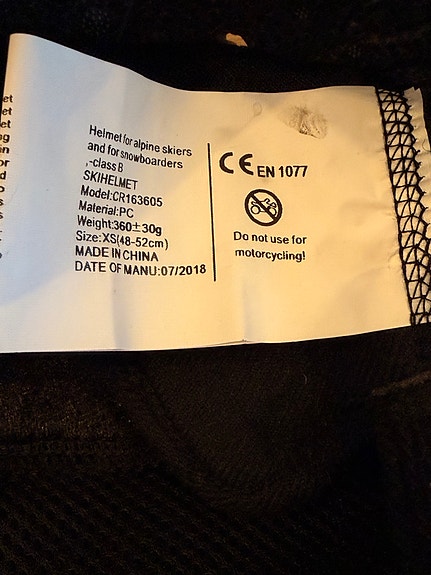 Helmet for alpine skiers
and for snowboarders
,-class B
SKIHELMET
Model:CR163605
Material:PC
Weight:360±30g
Size:XS(48-52cm)
MADE IN CHINA
DATE OF MANU:07/2018
CE EN 1077
Do not use for
motorcycling!